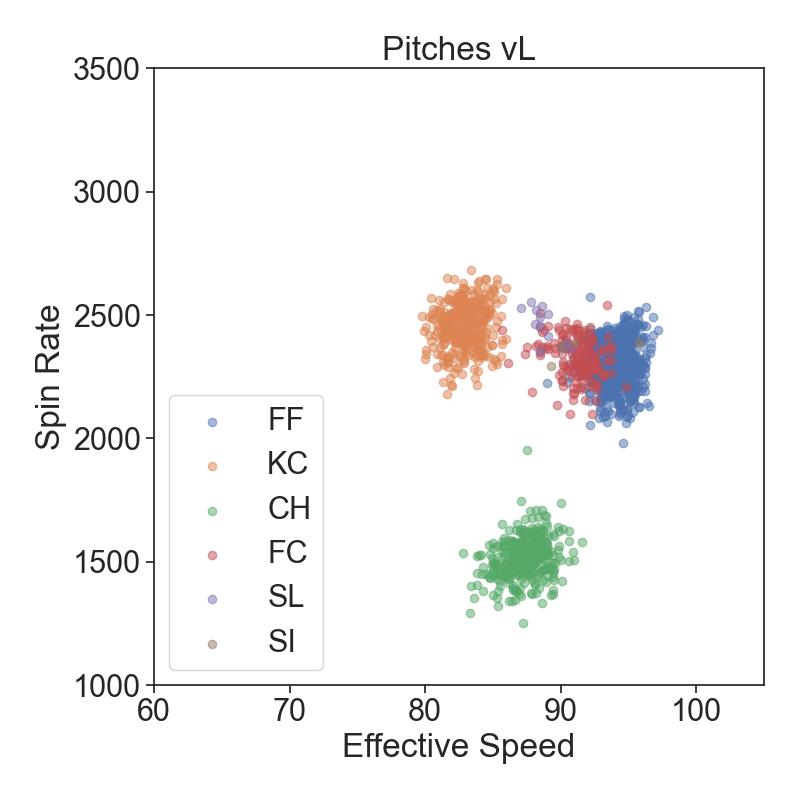 Pitches vL
3500
3000
2500
2000
1500
1000
Spin Rate
FF
KC
CH
FC
SL
SI
60 70 80 90 100
Effective Speed